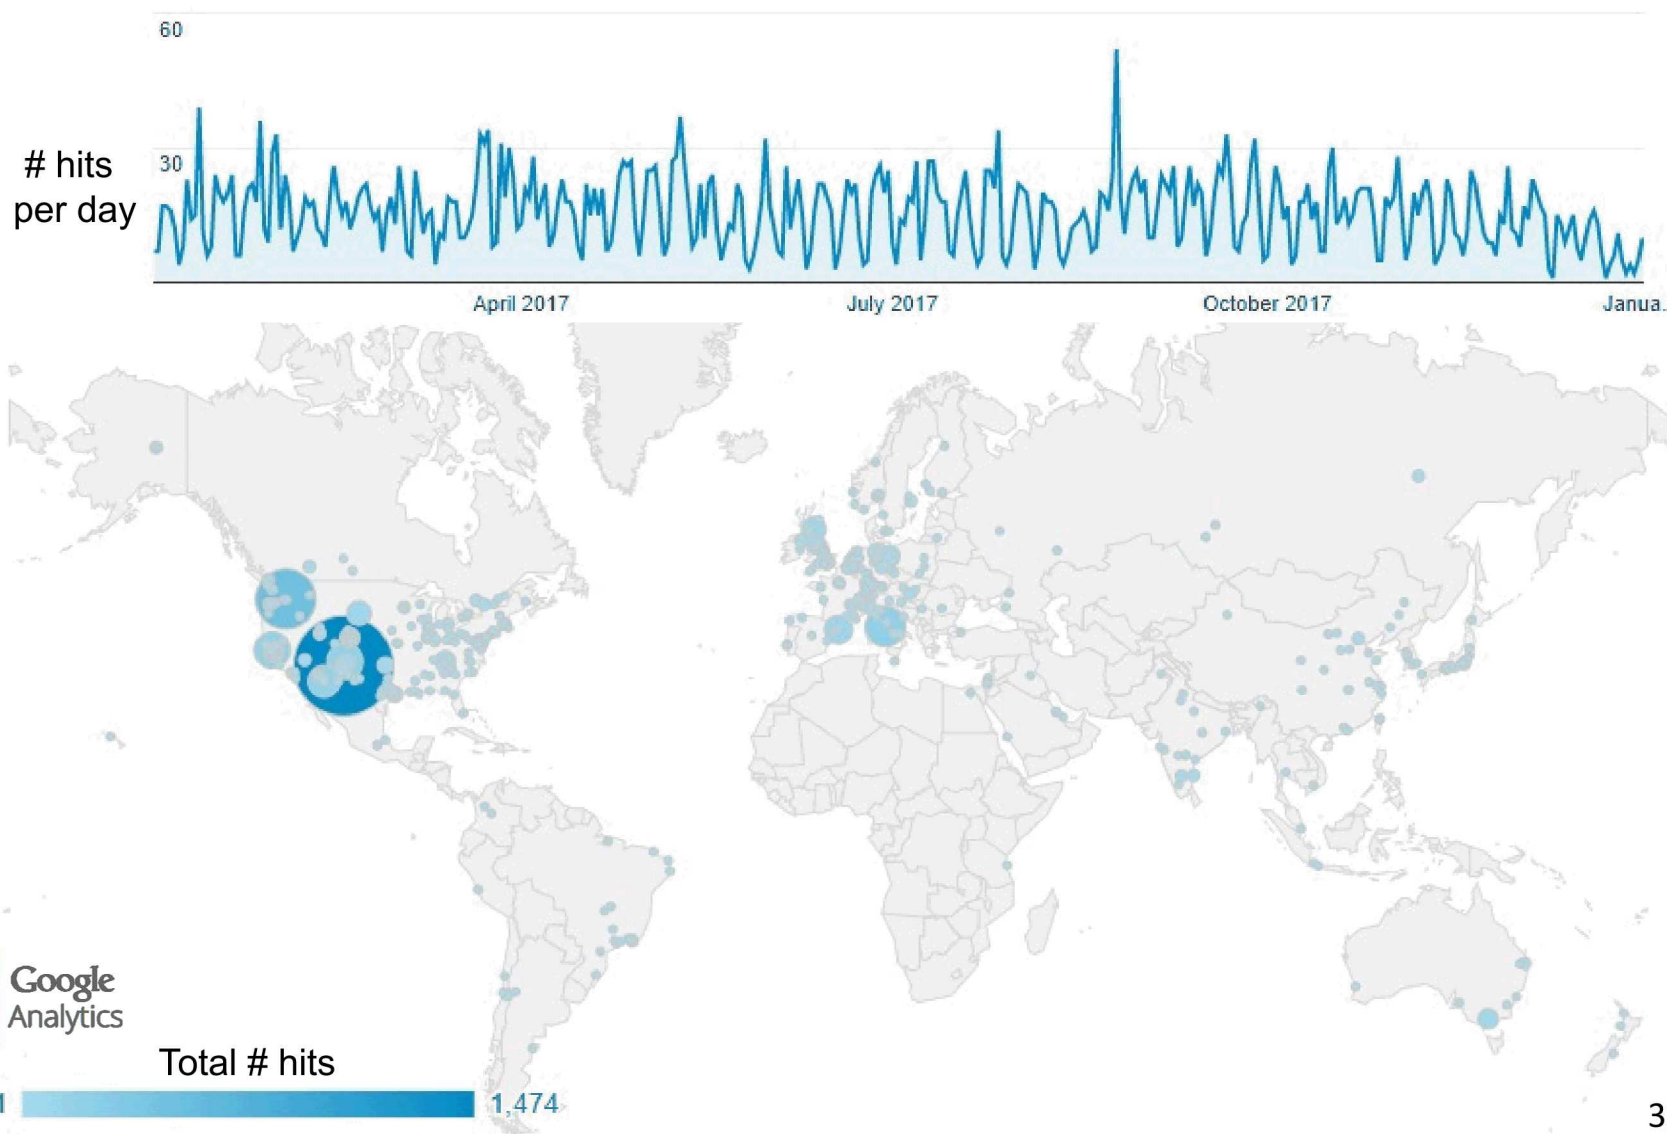 60
# hits
per day
30
April 2017
July 2017
October 2017
Janua.
Google
Analytics
Total # hits
1
1,474
3